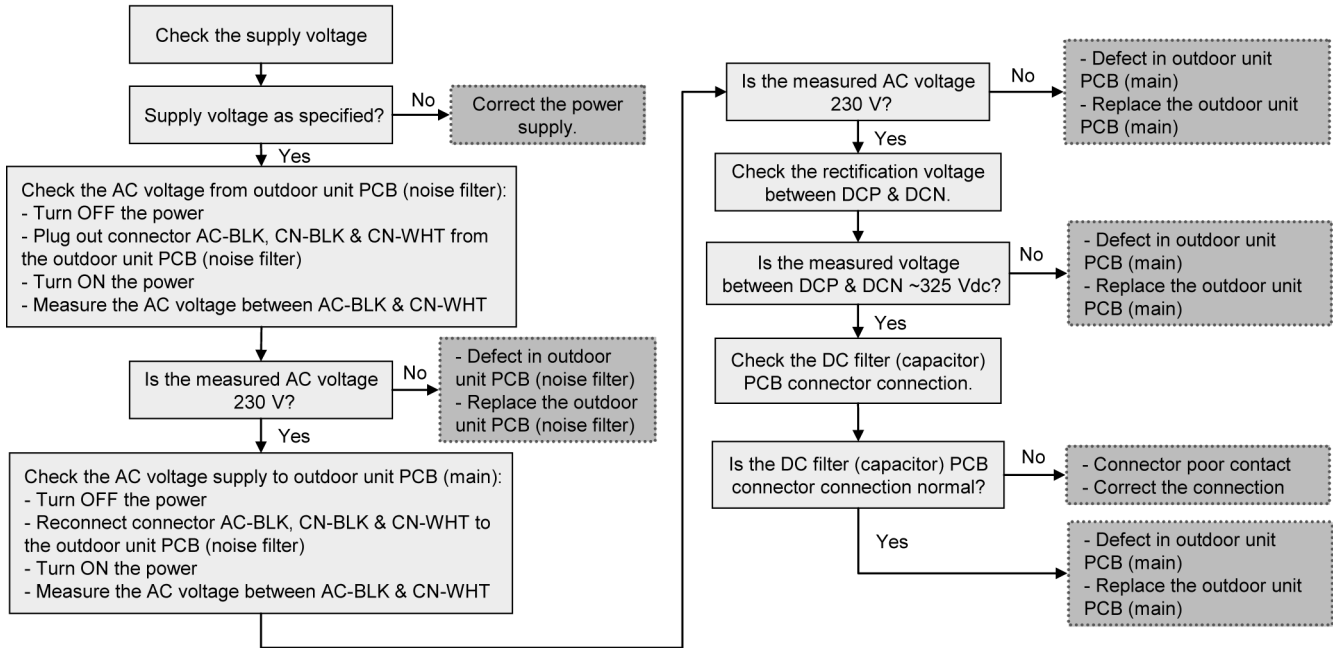 Check the supply voltage
Supply voltage as specified?
No
Correct the power
supply.
Yes
Check the AC voltage from outdoor unit PCB (noise filter):
- Turn OFF the power
- Plug out connector AC-BLK, CN-BLK & CN-WHT from
the outdoor unit PCB (noise filter)
- Turn ON the power
- Measure the AC voltage between AC-BLK & CN-WHT
Is the measured AC voltage
230 V?
No
- Defect in outdoor
unit PCB (noise filter)
- Replace the outdoor
unit PCB (noise filter)
Yes
Check the AC voltage supply to outdoor unit PCB (main):
- Turn OFF the power
- Reconnect connector AC-BLK, CN-BLK & CN-WHT to
the outdoor unit PCB (noise filter)
- Turn ON the power
- Measure the AC voltage between AC-BLK & CN-WHT
Is the measured AC voltage
230 V?
No
- Defect in outdoor unit
PCB (main)
- Replace the outdoor unit
PCB (main)
Yes
Check the rectification voltage
between DCP & DCN.
Is the measured voltage
between DCP & DCN ~325 Vdc?
No
- Defect in outdoor unit
PCB (main)
- Replace the outdoor unit
PCB (main)
Yes
Check the DC filter (capacitor)
PCB connector connection.
Is the DC filter (capacitor) PCB
connector connection normal?
No
- Connector poor contact
- Correct the connection
Yes
- Defect in outdoor unit
PCB (main)
- Replace the outdoor unit
PCB (main)